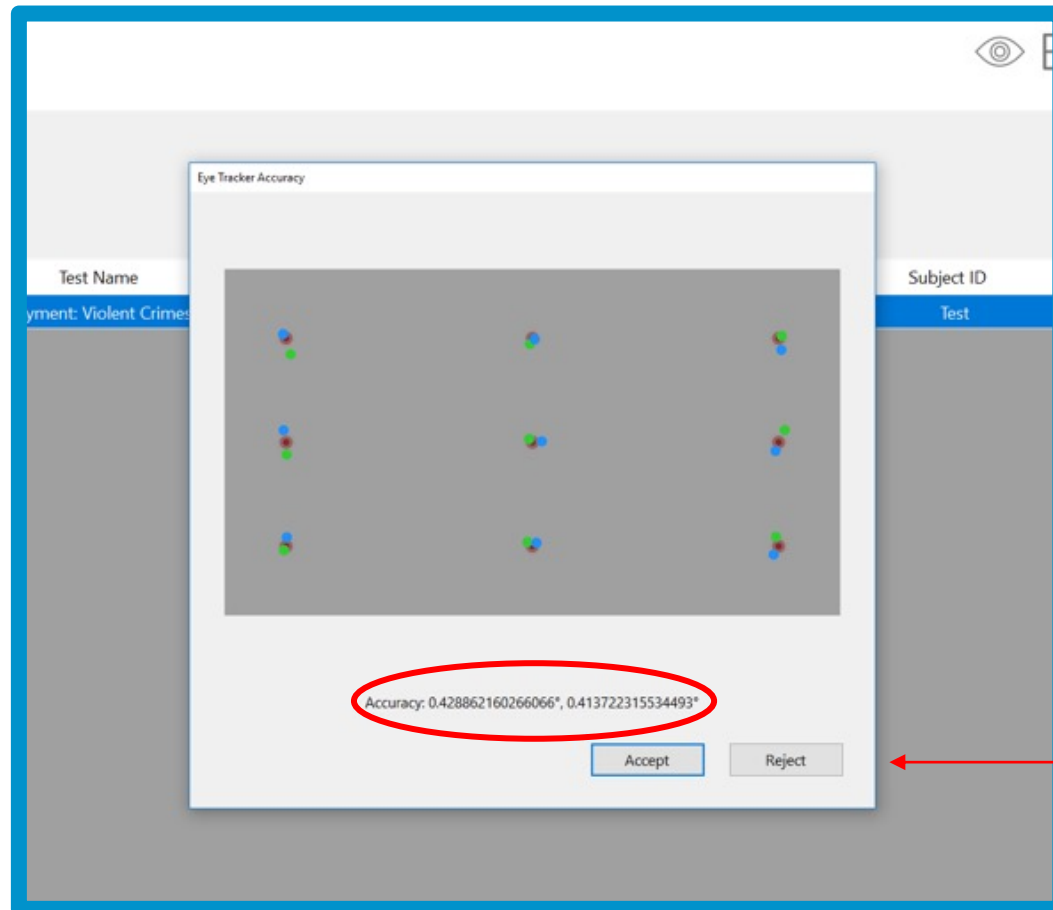 Eye Tracker Accuracy
Test Name
Subject ID
yment: Violent Crimes
Test
Accuracy: 0.428862160266066°, 0.413722315534493°
Accept
Reject